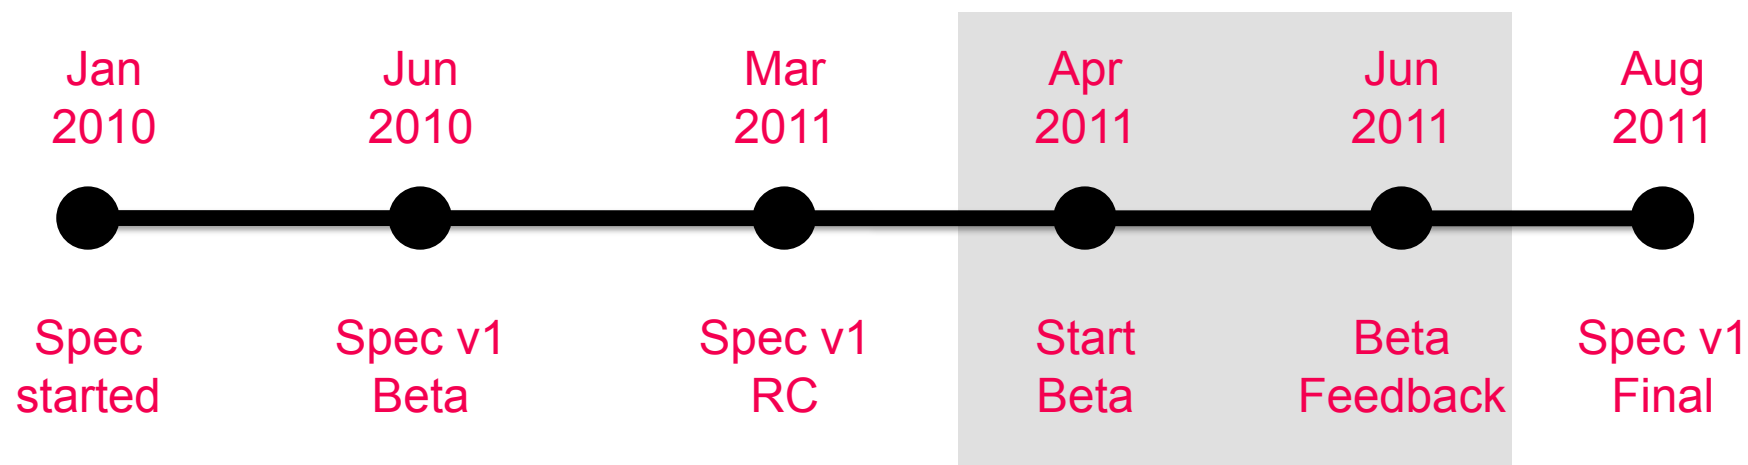 Jan
2010
Jun
2010
Mar
2011
Apr
2011
Jun
2011
Aug
2011
Spec
started
Spec v1
Beta
Spec v1
RC
Start
Beta
Beta
Feedback
Spec v1
Final